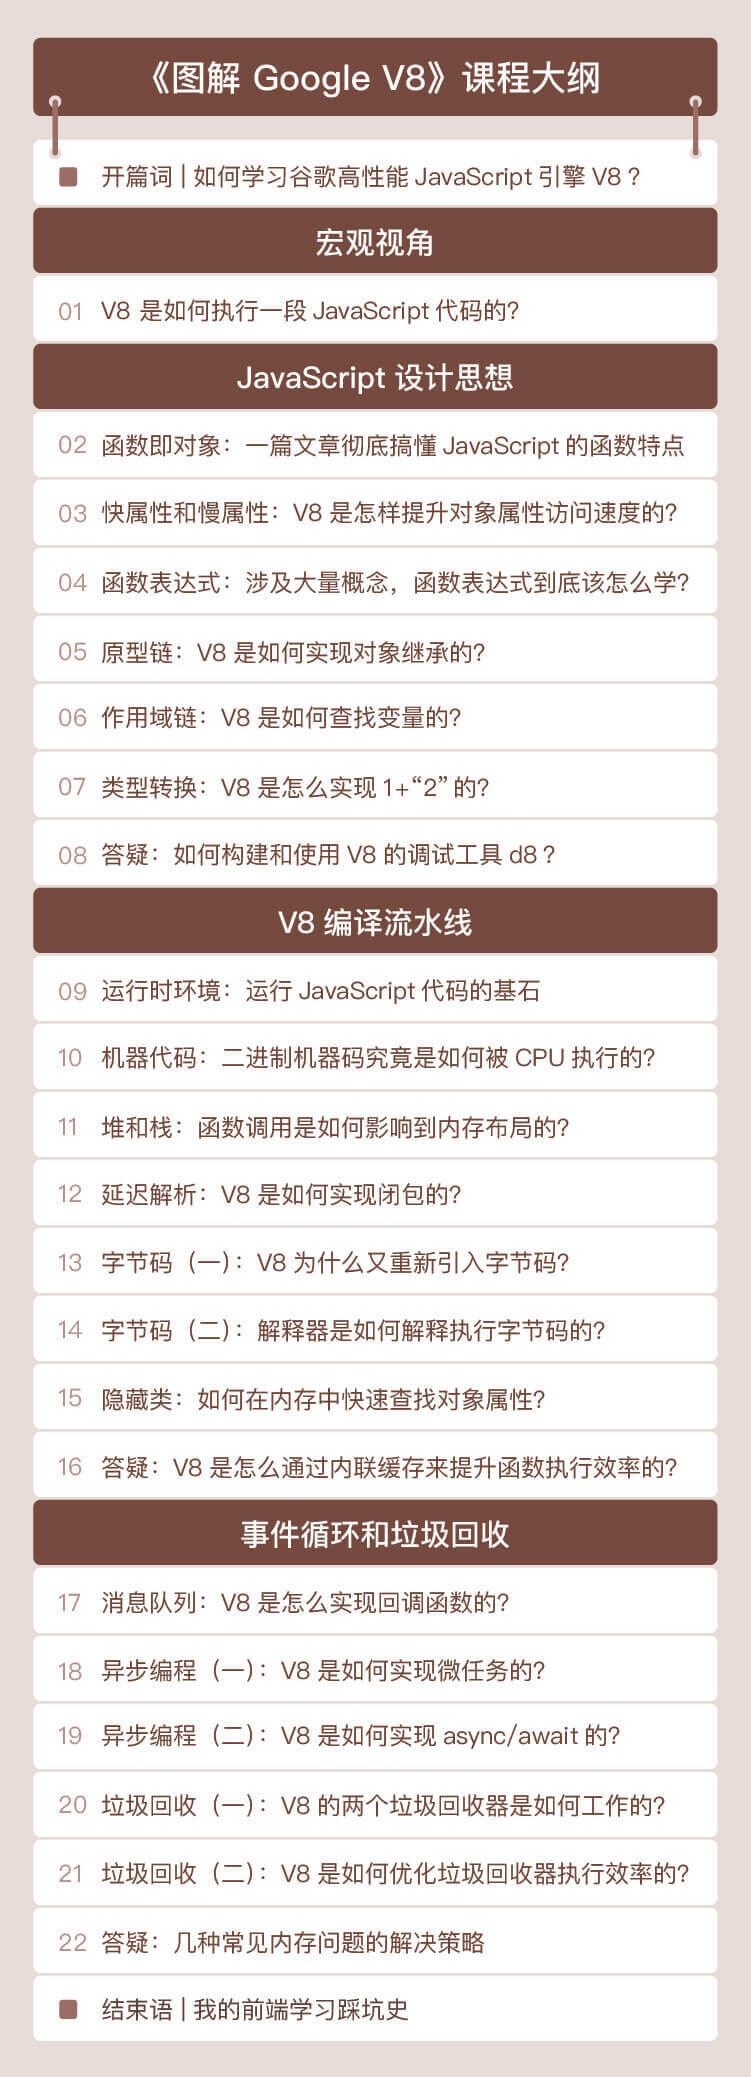 《图解 Google V8》课程大纲
开篇词 | 如何学习谷歌高性能 JavaScript 引擎 V8？
宏观视角
01 V8 是如何执行一段 JavaScript 代码的？
JavaScript 设计思想
02 函数即对象：一篇文章彻底搞懂 JavaScript 的函数特点
03 快属性和慢属性：V8 是怎样提升对象属性访问速度的？
04 函数表达式：涉及大量概念，函数表达式到底该怎么学？
05 原型链：V8 是如何实现对象继承的？
06 作用域链：V8 是如何查找变量的？
07 类型转换：V8 是怎么实现 1+“2” 的？
08 答疑：如何构建和使用 V8 的调试工具 d8？
V8 编译流水线
09 运行时环境：运行 JavaScript 代码的基石
10 机器代码：二进制机器码究竟是如何被 CPU 执行的？
11 堆和栈：函数调用是如何影响到内存布局的？
12 延迟解析：V8 是如何实现闭包的？
13 字节码（一）：V8 为什么又重新引入字节码？
14 字节码（二）：解释器是如何解释执行字节码的？
15 隐藏类：如何在内存中快速查找对象属性？
16 答疑：V8 是怎么通过内联缓存来提升函数执行效率的？
事件循环和垃圾回收
17 消息队列：V8 是怎么实现回调函数的？
18 异步编程（一）：V8 是如何实现微任务的？
19 异步编程（二）：V8 是如何实现 async/await 的？
20 垃圾回收（一）：V8 的两个垃圾回收器是如何工作的？
21 垃圾回收（二）：V8 是如何优化垃圾回收器执行效率的？
22 答疑：几种常见内存问题的解决策略
结束语 | 我的前端学习踩坑史